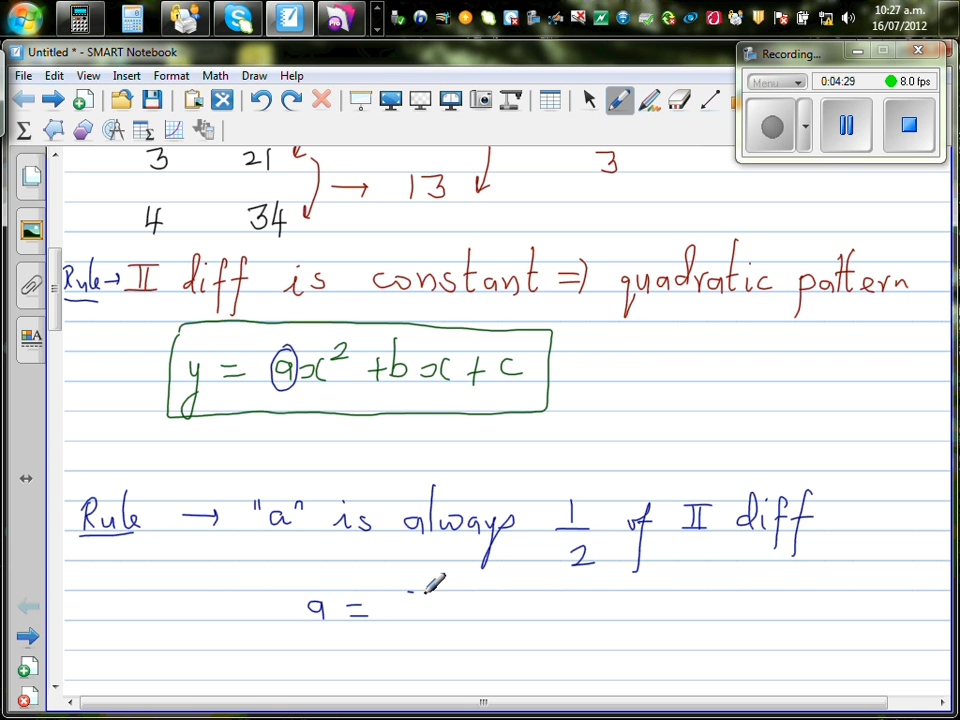 10:27 a.m.
16/07/2012
Untitled * - SMART Notebook
File Edit View Insert Format Math Draw Help
Recording...
Menu 0:04:29 8.0 fps
3 21 3
→ 13
4 34
Rule→ II diff is constant ⇒ quadratic pattern
y = ax² + bx + c
Rule → "a" is always 1/2 of II diff
a =